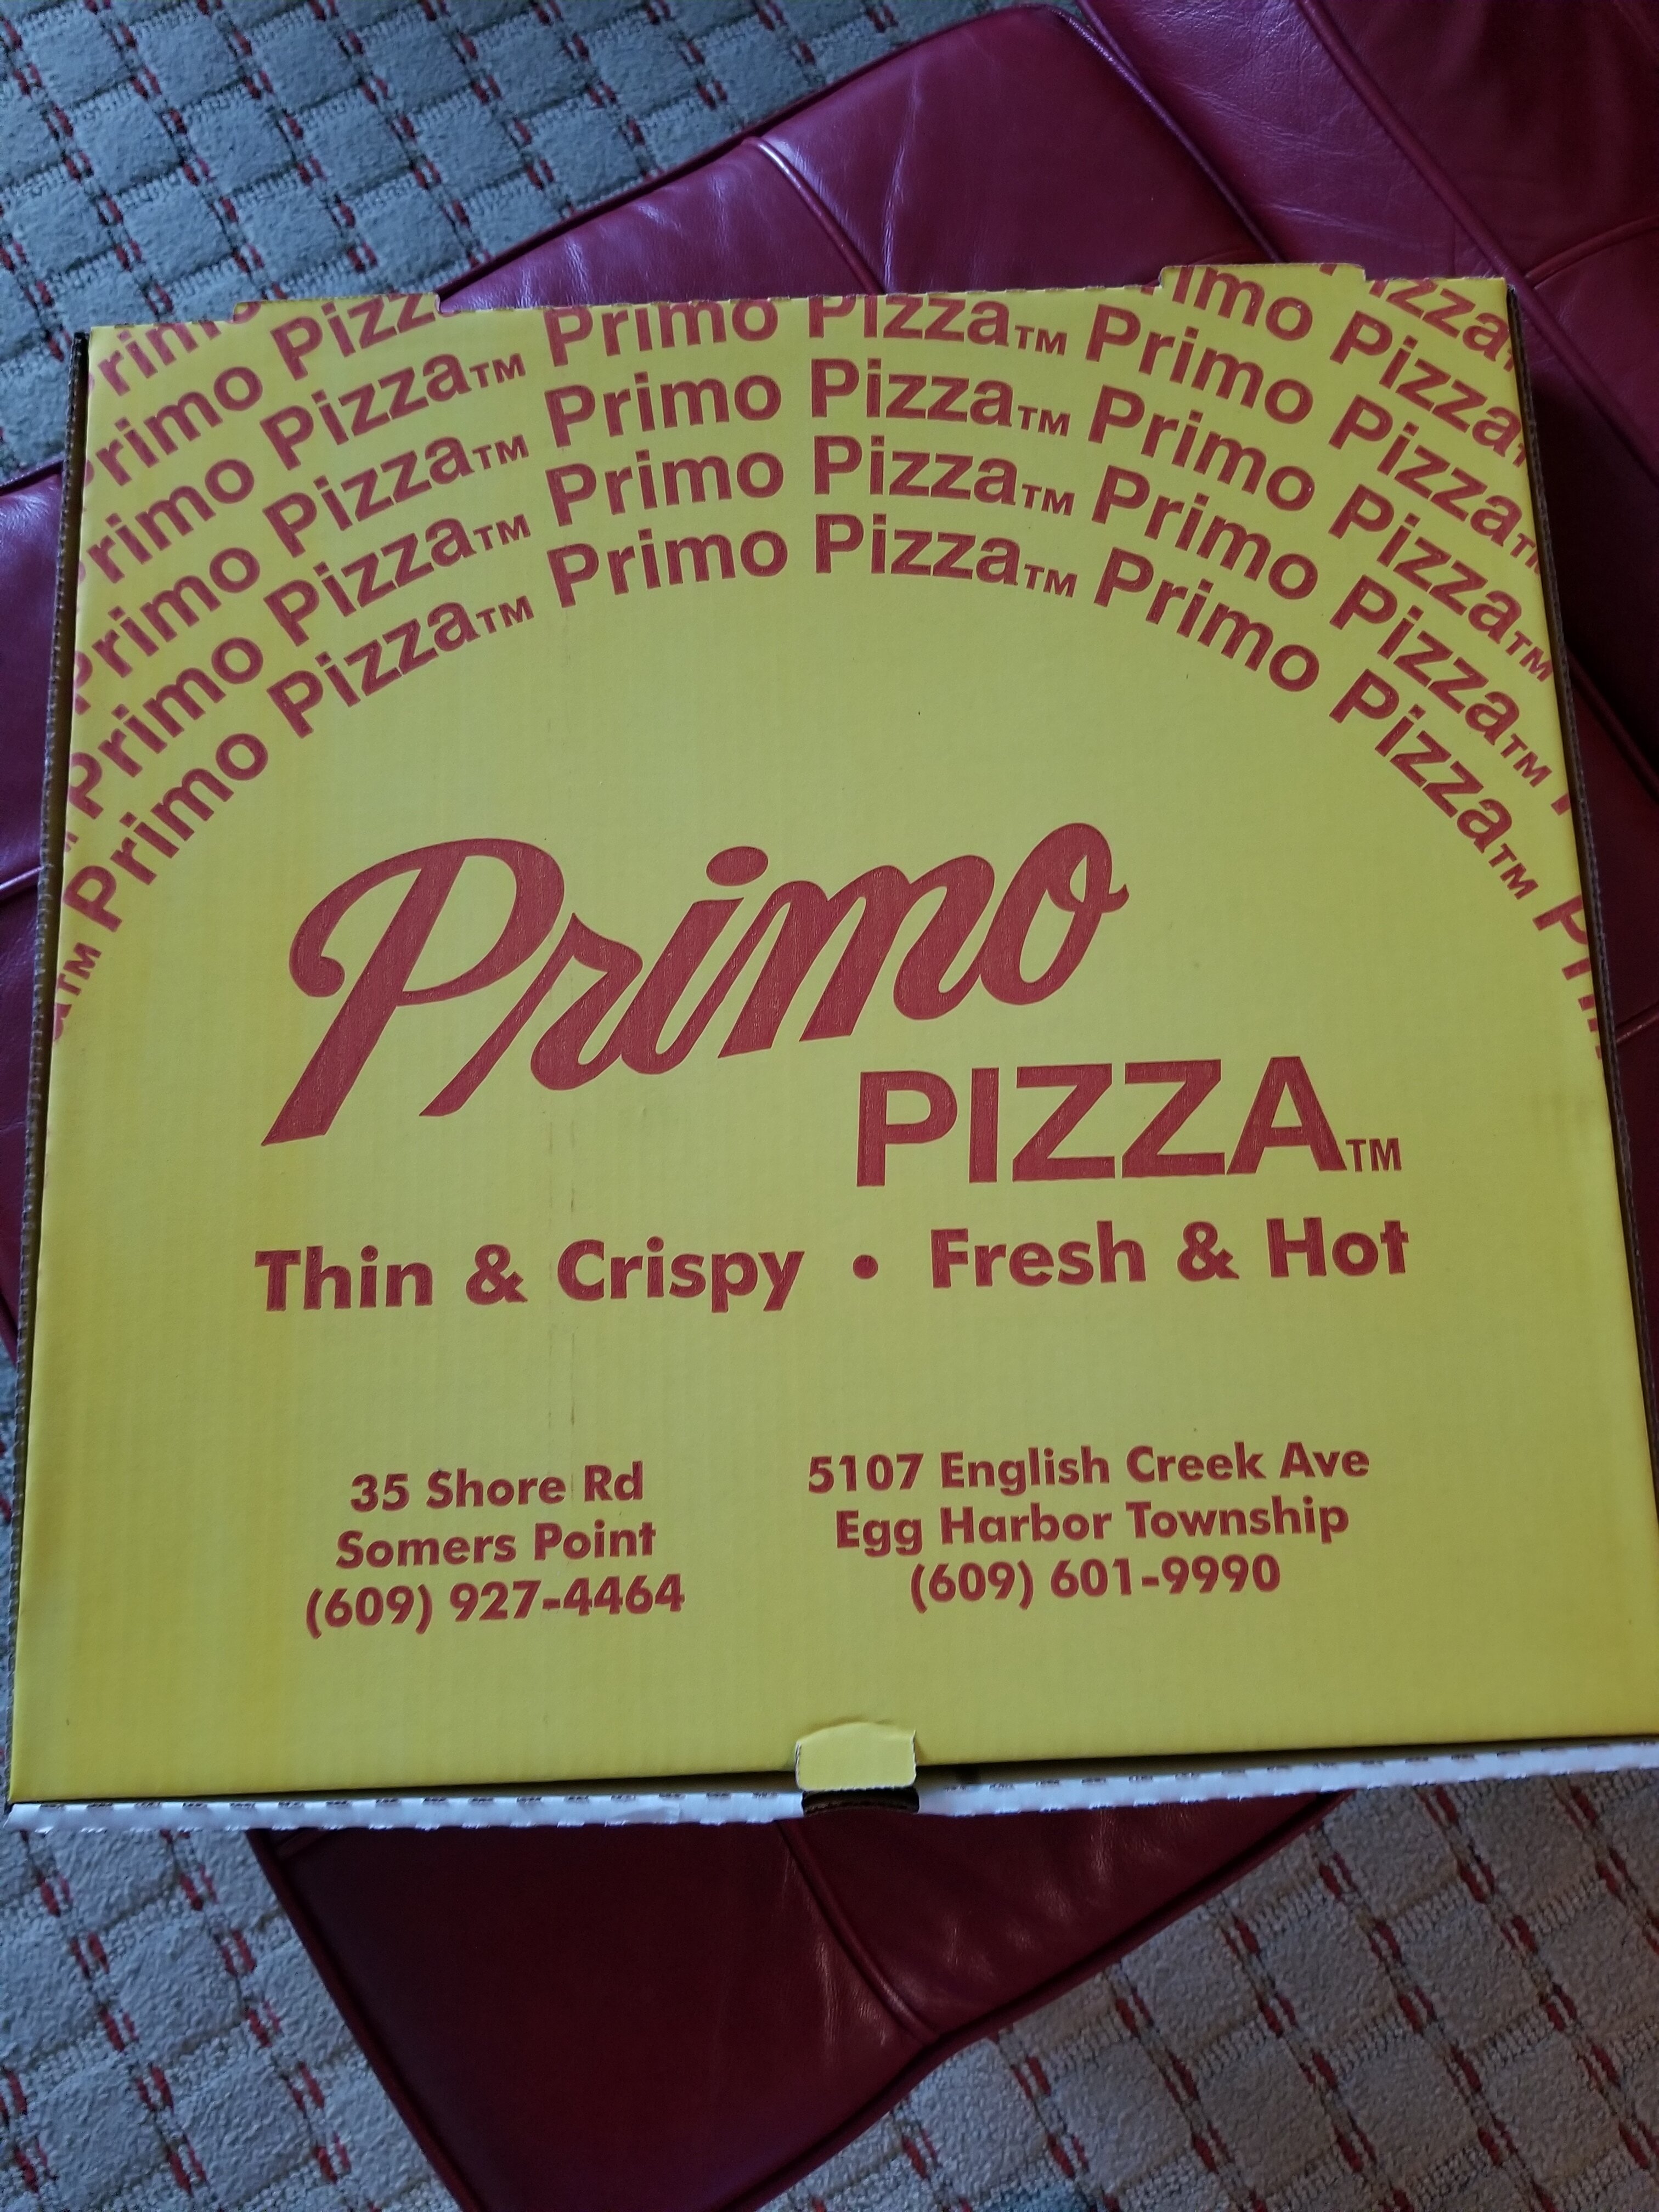 Primo Pizza™ Primo Pizza™ Primo Pizza™
Primo Pizza™ Primo Pizza™ Primo Pizza™
Primo Pizza™ Primo Pizza™ Primo Pizza™
Primo Pizza™ Primo Pizza™ Primo Pizza™
Primo
PIZZA™
Thin & Crispy • Fresh & Hot
35 Shore Rd
Somers Point
(609) 927-4464
5107 English Creek Ave
Egg Harbor Township
(609) 601-9990